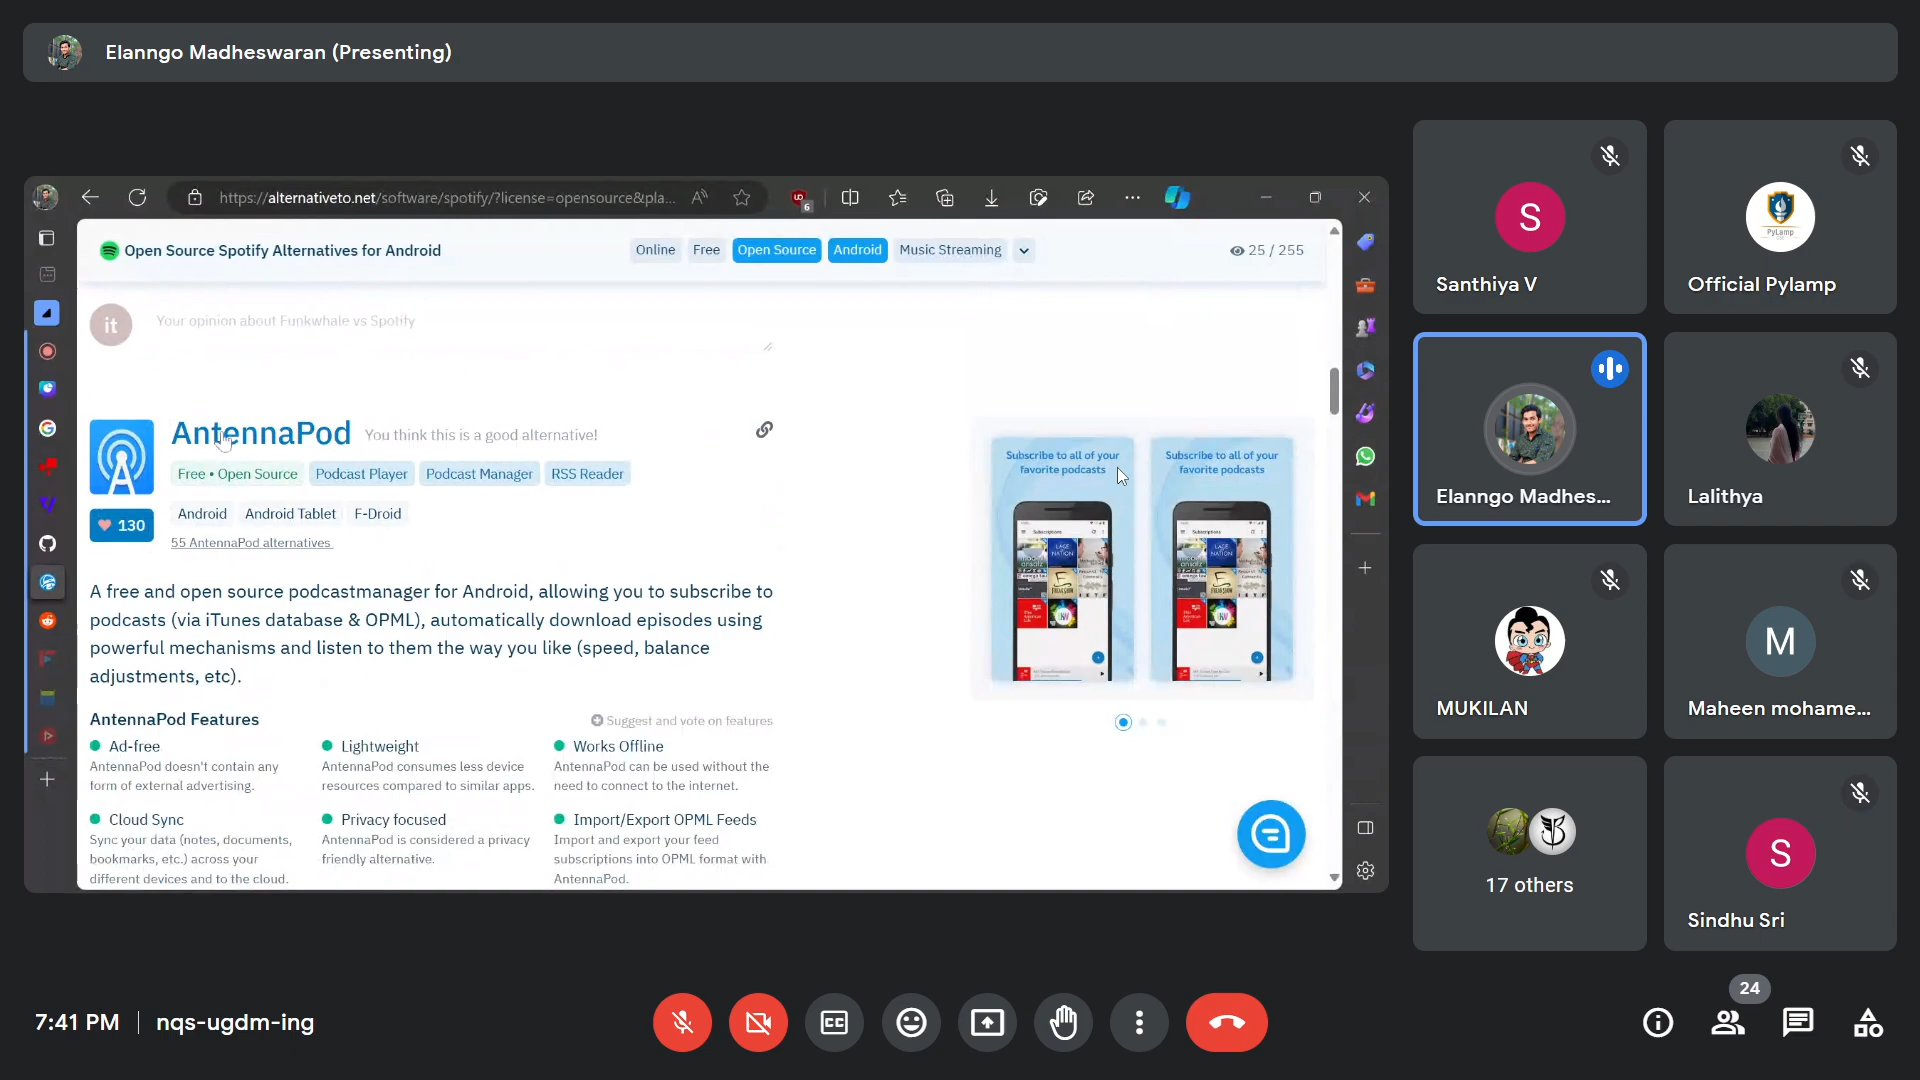 Elanngo Madheswaran (Presenting)
https://alternativeto.net/software/spotify/?license=opensource&pla...
6
Open Source Spotify Alternatives for Android
Online
Free
Open Source
Android
Music Streaming
25 / 255
it
Your opinion about Funkwhale vs Spotify
AntennaPod
You think this is a good alternative!
Free • Open Source
Podcast Player
Podcast Manager
RSS Reader
Android
Android Tablet
F-Droid
130
55 AntennaPod alternatives
A free and open source podcastmanager for Android, allowing you to subscribe to
podcasts (via iTunes database & OPML), automatically download episodes using
powerful mechanisms and listen to them the way you like (speed, balance
adjustments, etc).
AntennaPod Features
Suggest and vote on features
Ad-free
AntennaPod doesn't contain any
form of external advertising.
Lightweight
AntennaPod consumes less device
resources compared to similar apps.
Works Offline
AntennaPod can be used without the
need to connect to the internet.
Cloud Sync
Sync your data (notes, documents,
bookmarks, etc.) across your
different devices and to the cloud.
Privacy focused
AntennaPod is considered a privacy
friendly alternative.
Import/Export OPML Feeds
Import and export your feed
subscriptions into OPML format with
AntennaPod.
Subscribe to all of your
favorite podcasts
Subscriptions
Subscribe to all of your
favorite podcasts
Subscriptions
S
Santhiya V
PyLamp
Official Pylamp
Elanngo Madhes...
Lalithya
MUKILAN
M
Maheen mohame...
17 others
S
Sindhu Sri
7:41 PM
nqs-ugdm-ing
CC
24